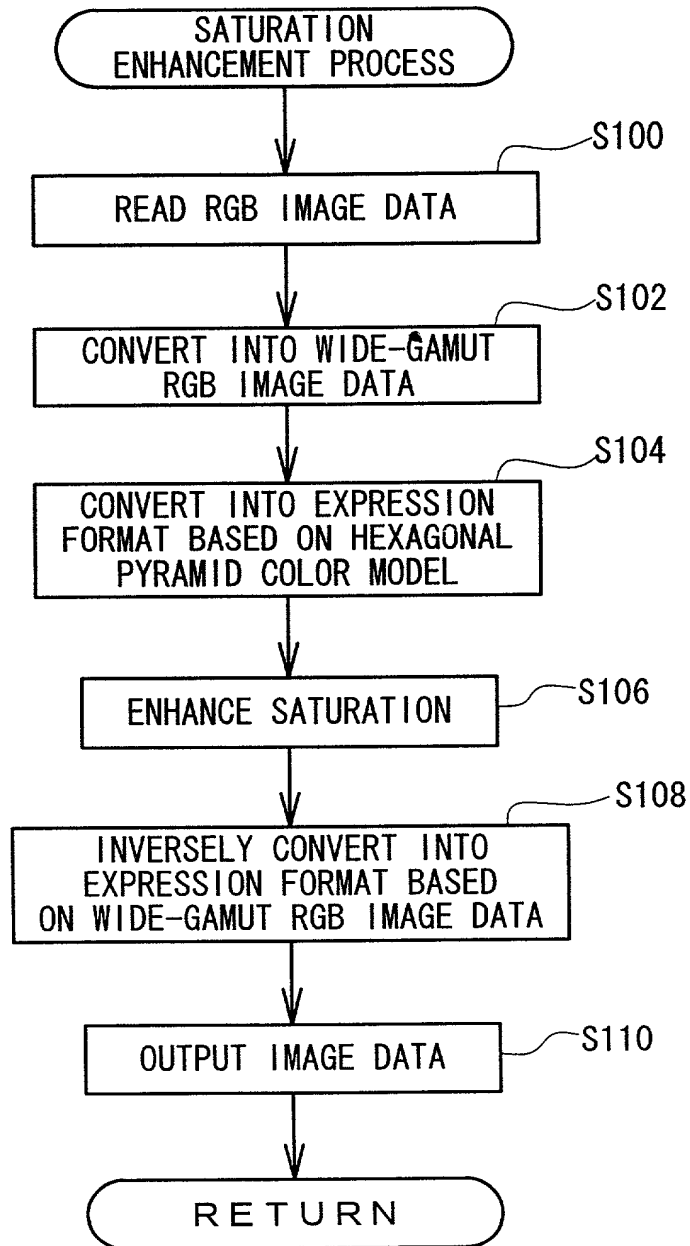 SATURATION
ENHANCEMENT PROCESS
S100
READ RGB IMAGE DATA
S102
CONVERT INTO WIDE-GAMUT
RGB IMAGE DATA
S104
CONVERT INTO EXPRESSION
FORMAT BASED ON HEXAGONAL
PYRAMID COLOR MODEL
S106
ENHANCE SATURATION
S108
INVERSELY CONVERT INTO
EXPRESSION FORMAT BASED
ON WIDE-GAMUT RGB IMAGE DATA
S110
OUTPUT IMAGE DATA
RETURN